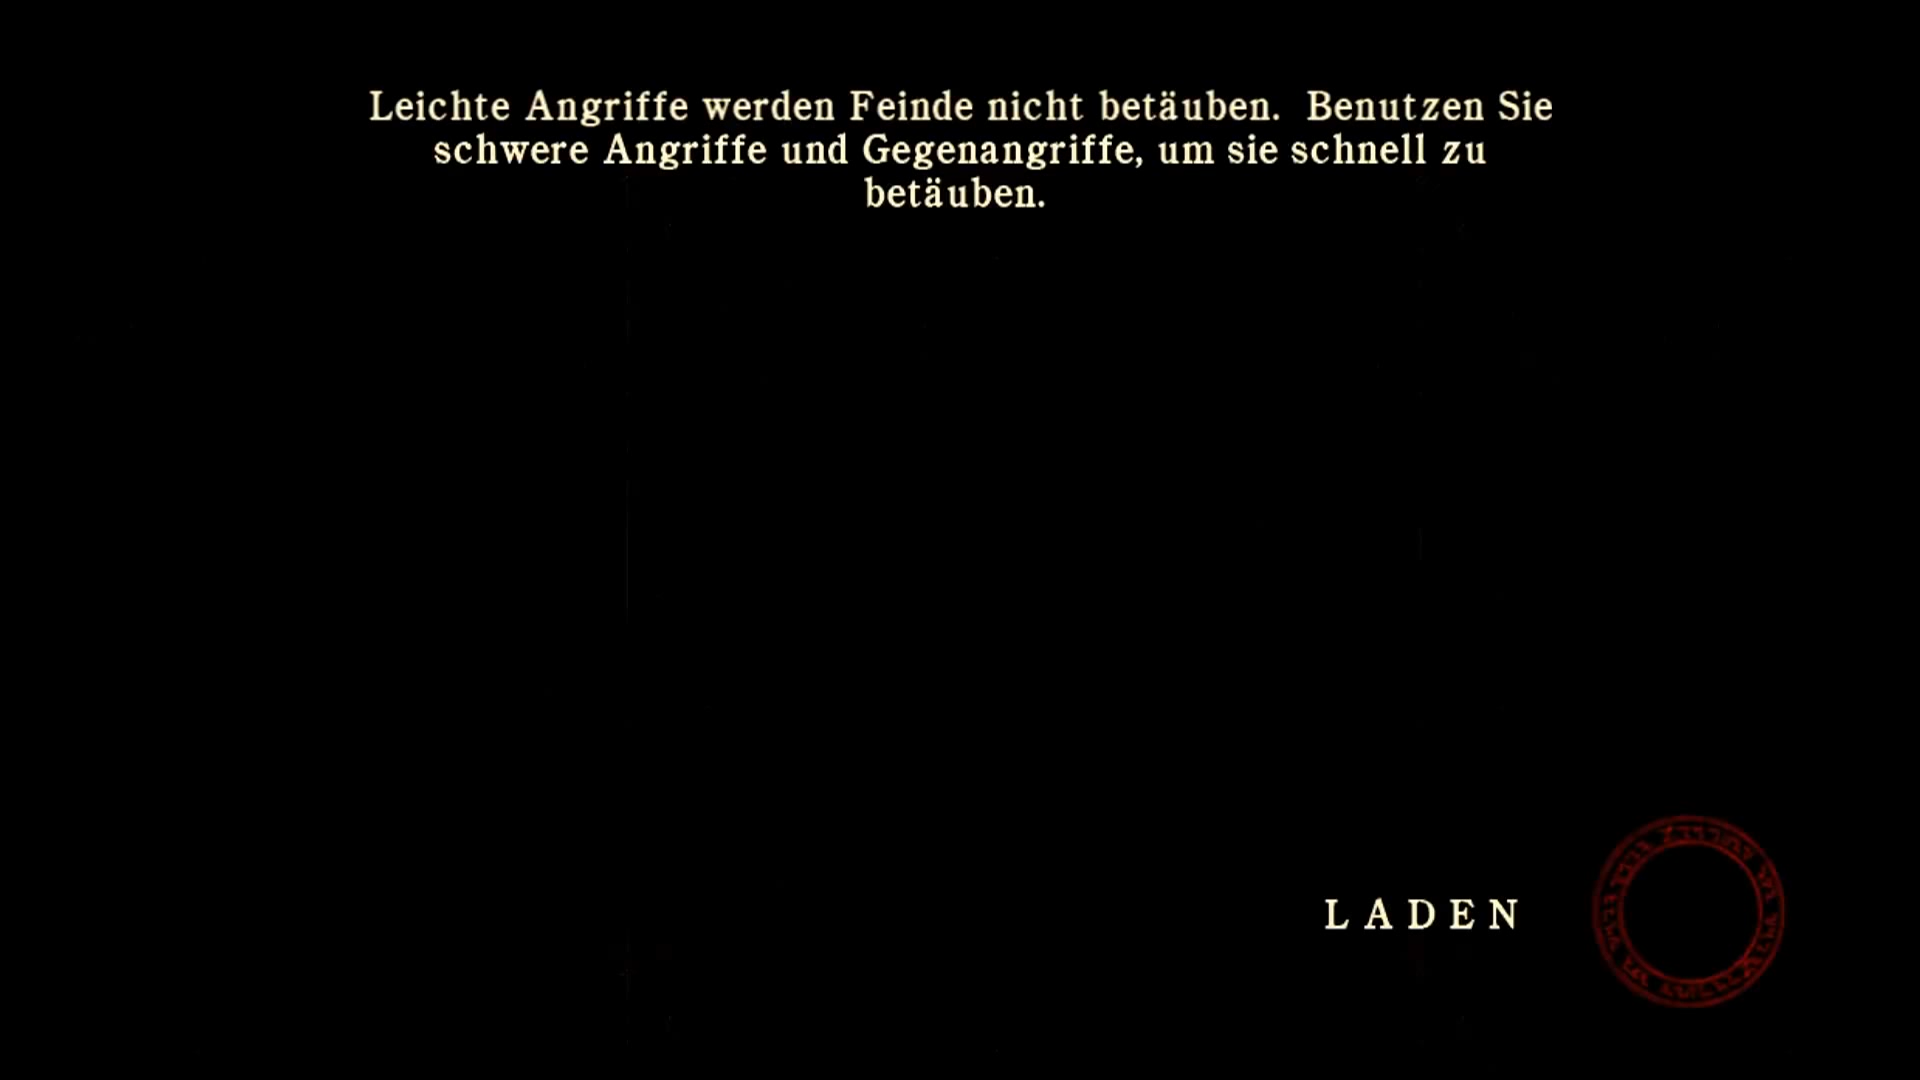 Leichte Angriffe werden Feinde nicht betäuben. Benutzen Sie
schwere Angriffe und Gegenangriffe, um sie schnell zu
betäuben.
LADEN